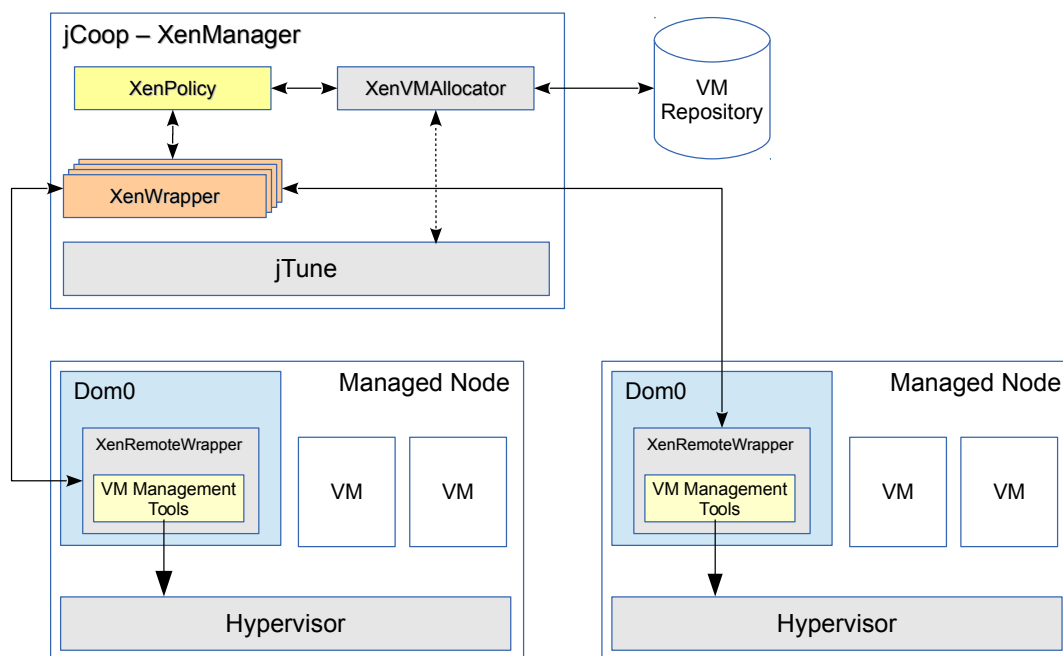 jCoop – XenManager
XenPolicy
XenVMAllocator
VM
Repository
XenWrapper
jTune
Managed Node
Dom0
XenRemoteWrapper
VM Management
Tools
VM
VM
Hypervisor
Managed Node
Dom0
XenRemoteWrapper
VM Management
Tools
VM
VM
Hypervisor